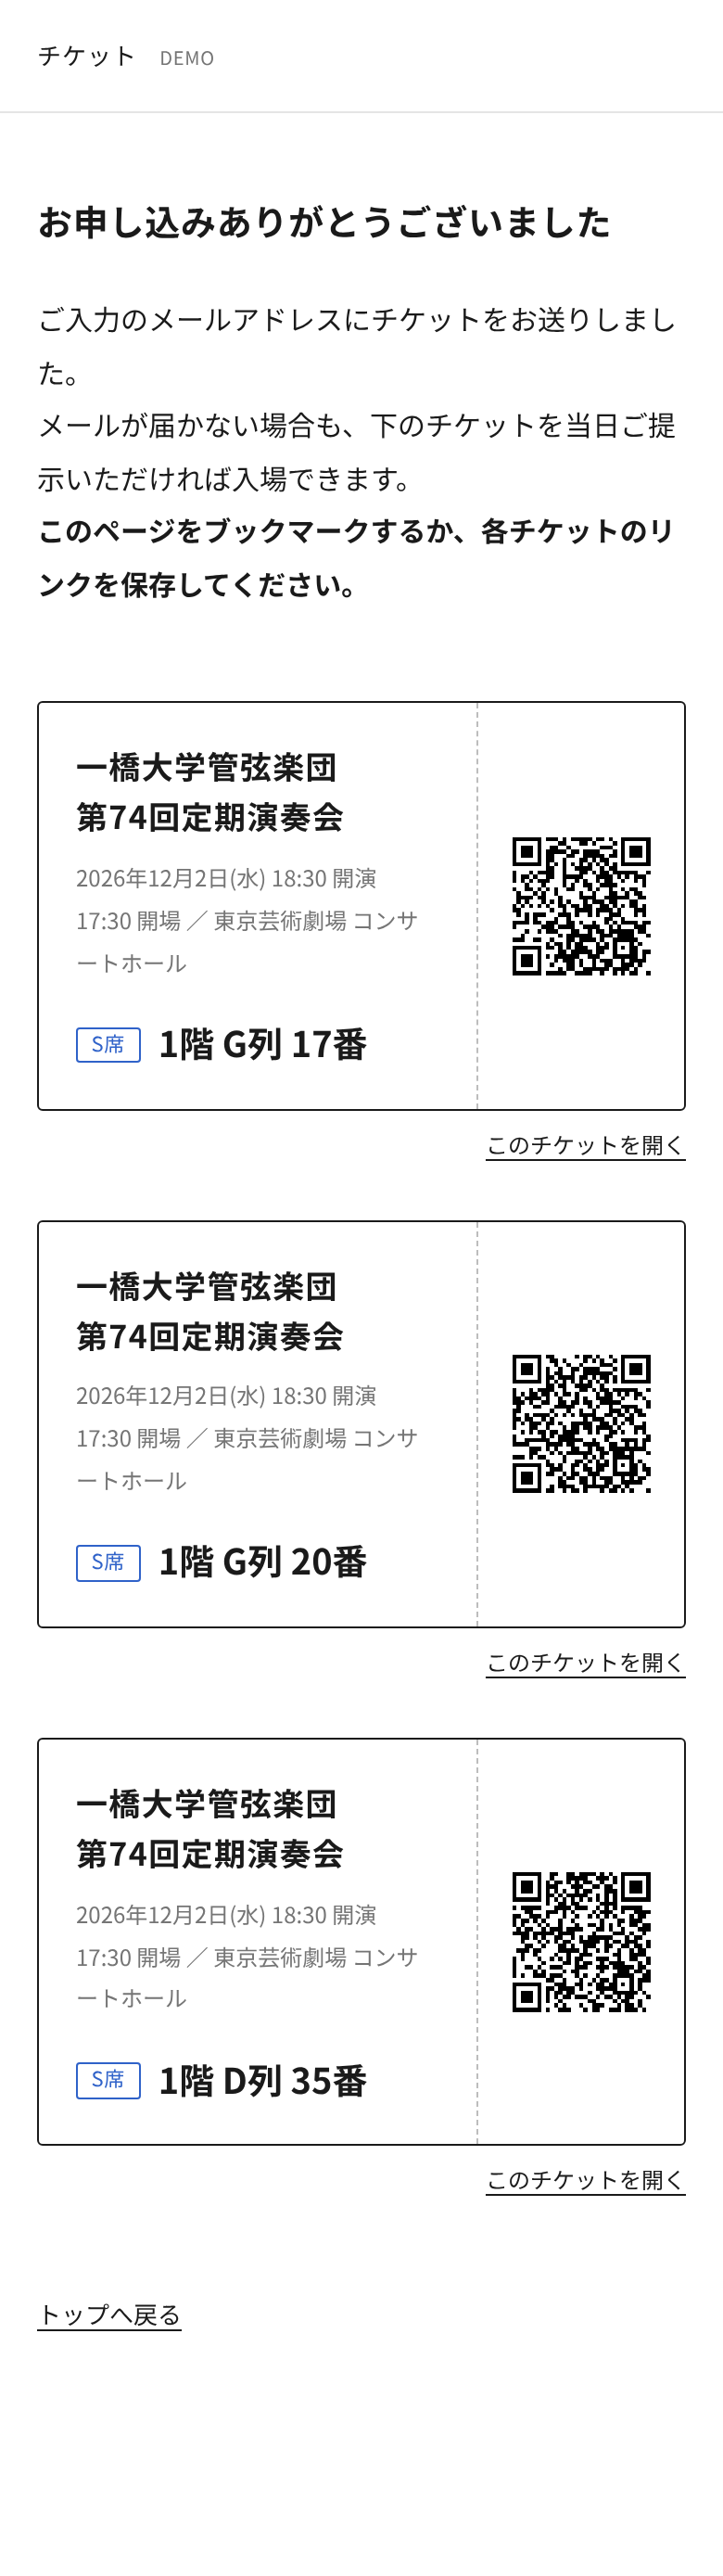 チケット DEMO
お申し込みありがとうございました
ご入力のメールアドレスにチケットをお送りしまし
た。
メールが届かない場合も、下のチケットを当日ご提
示いただければ入場できます。
このページをブックマークするか、各チケットのリ
ンクを保存してください。
一橋大学管弦楽団
第74回定期演奏会
2026年12月2日(水) 18:30 開演
17:30 開場 ／ 東京芸術劇場 コンサ
ートホール
S席 1階 G列 17番
このチケットを開く
一橋大学管弦楽団
第74回定期演奏会
2026年12月2日(水) 18:30 開演
17:30 開場 ／ 東京芸術劇場 コンサ
ートホール
S席 1階 G列 20番
このチケットを開く
一橋大学管弦楽団
第74回定期演奏会
2026年12月2日(水) 18:30 開演
17:30 開場 ／ 東京芸術劇場 コンサ
ートホール
S席 1階 D列 35番
このチケットを開く
トップへ戻る